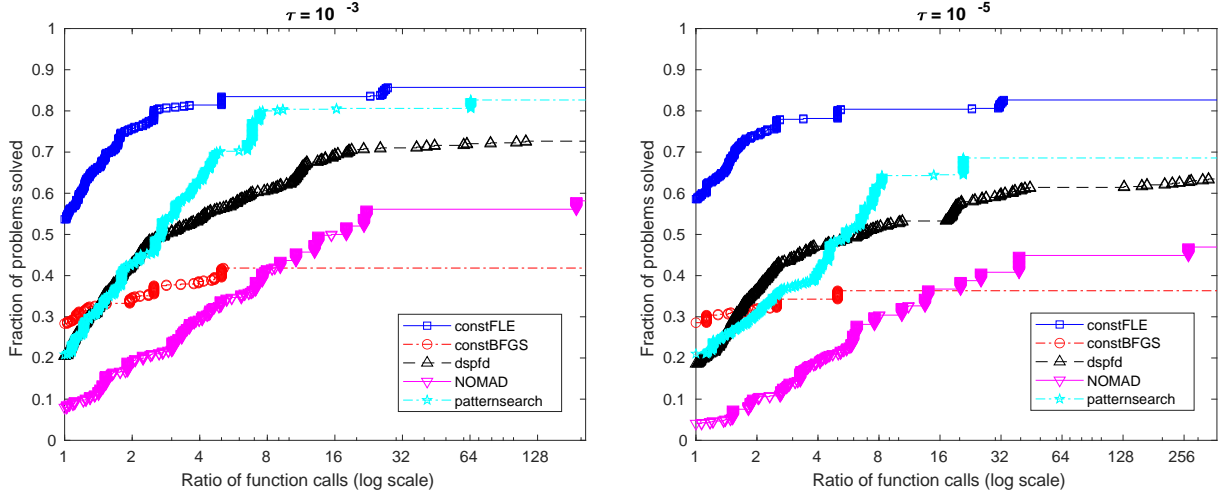 τ = 10 -3
Fraction of problems solved
1
0.9
0.8
0.7
0.6
0.5
0.4
0.3
0.2
0.1
0
constFLE
constBFGS
dspfd
NOMAD
patternsearch
1 2 4 8 16 32 64 128
Ratio of function calls (log scale)
τ = 10 -5
Fraction of problems solved
1
0.9
0.8
0.7
0.6
0.5
0.4
0.3
0.2
0.1
0
constFLE
constBFGS
dspfd
NOMAD
patternsearch
1 2 4 8 16 32 64 128 256
Ratio of function calls (log scale)